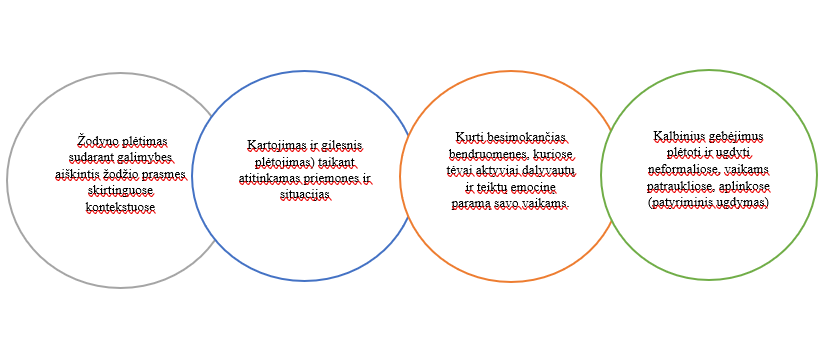 Žodyno plėtimas
sudarant galimybes
aiškintis žodžio prasmes
skirtinguose
kontekstuose
Kartojimas ir gilesnis
plėtojimas) taikant
atitinkamas priemones ir
situacijas
Kurti besimokančias
bendruomenes, kuriose
tėvai aktyviai dalyvautų
ir teiktų emocinę
paramą savo vaikams.
Kalbinius gebėjimus
plėtoti ir ugdyti
neformaliose, vaikams
patraukliose, aplinkose
(patyriminis ugdymas)